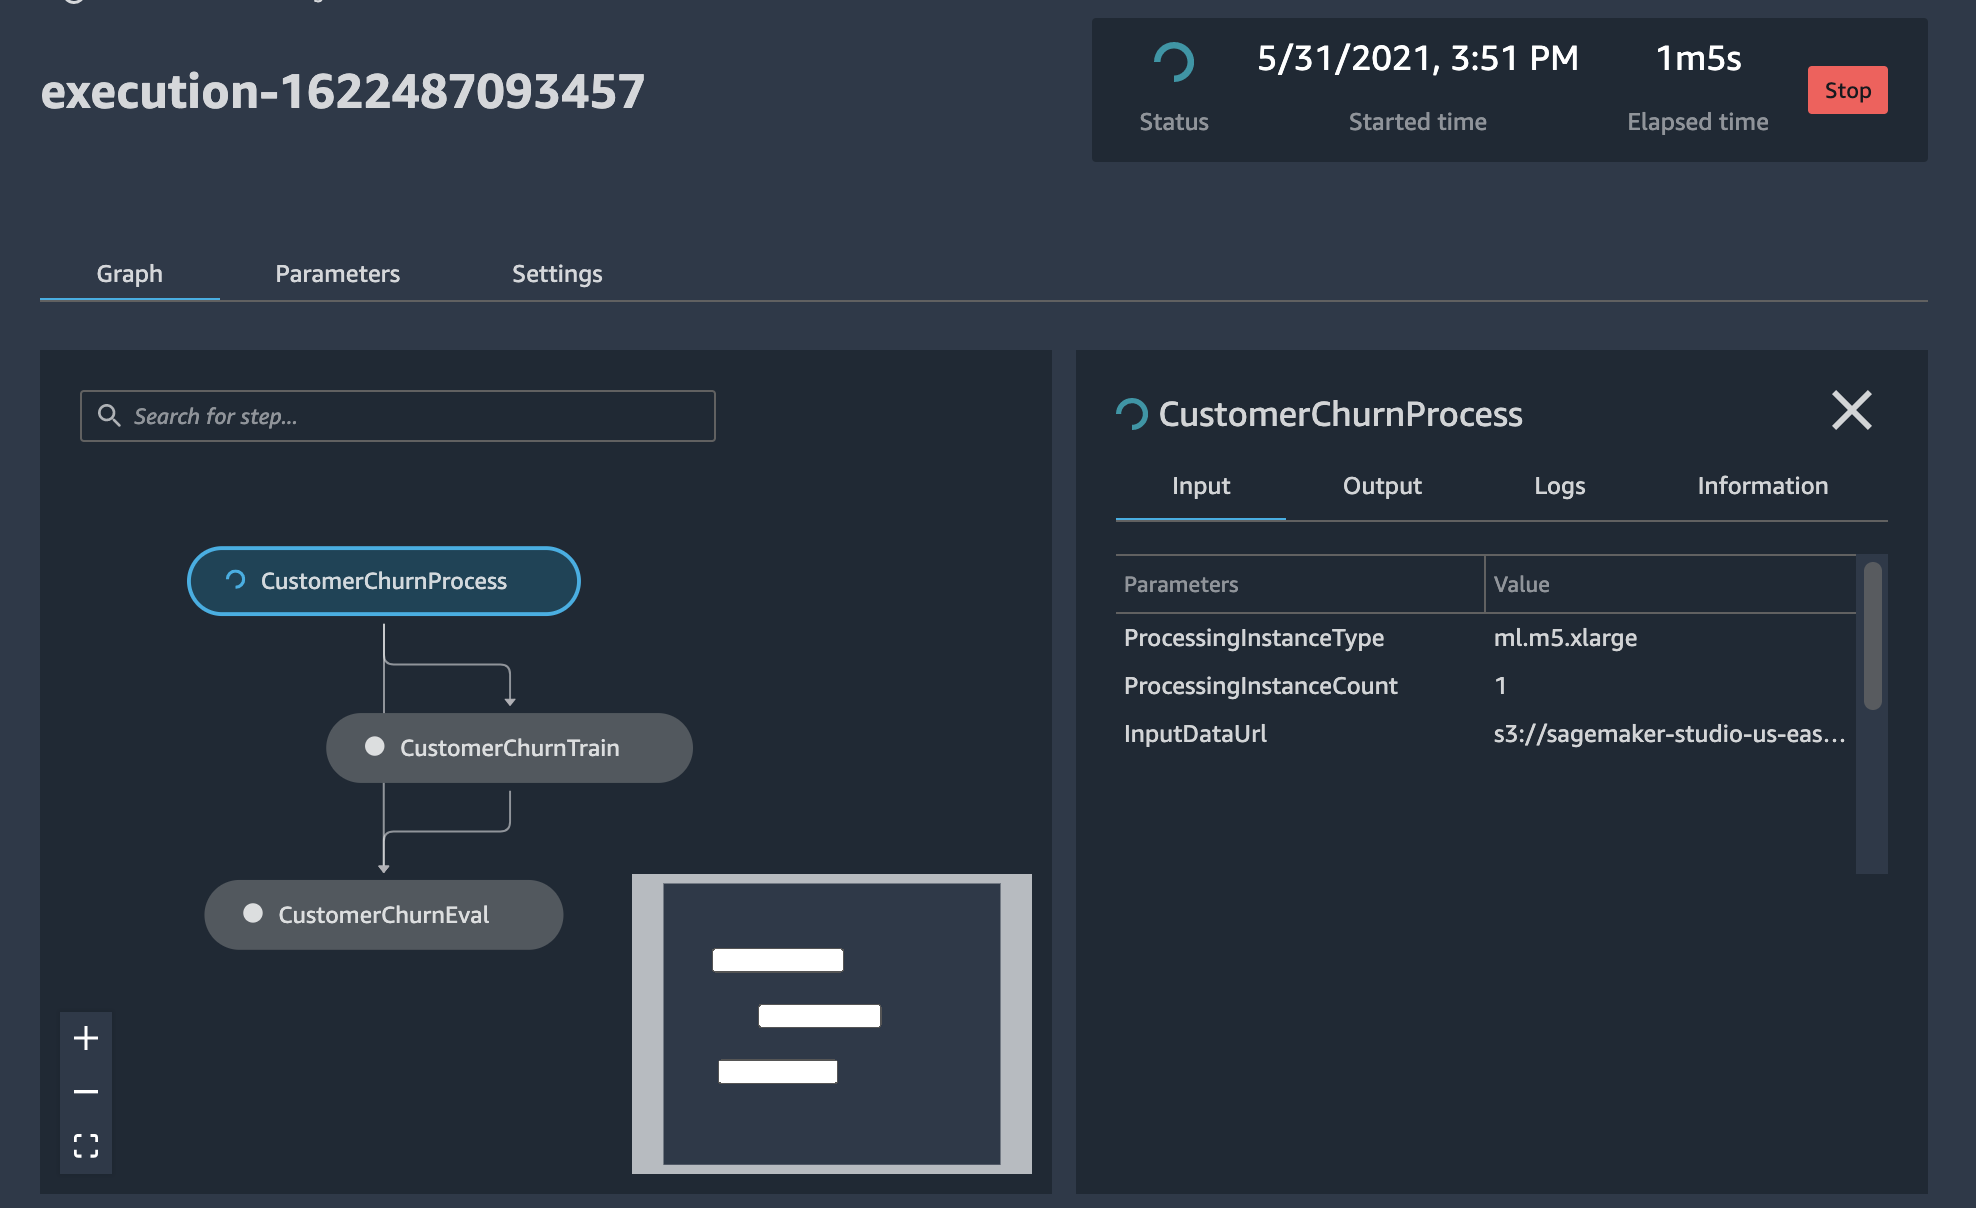 execution-1622487093457
5/31/2021, 3:51 PM
1m5s
Stop
Status
Started time
Elapsed time
Graph
Parameters
Settings
Search for step...
CustomerChurnProcess
CustomerChurnTrain
CustomerChurnEval
CustomerChurnProcess
Input
Output
Logs
Information
Parameters
Value
ProcessingInstanceType
ml.m5.xlarge
ProcessingInstanceCount
1
InputDataUrl
s3://sagemaker-studio-us-eas...